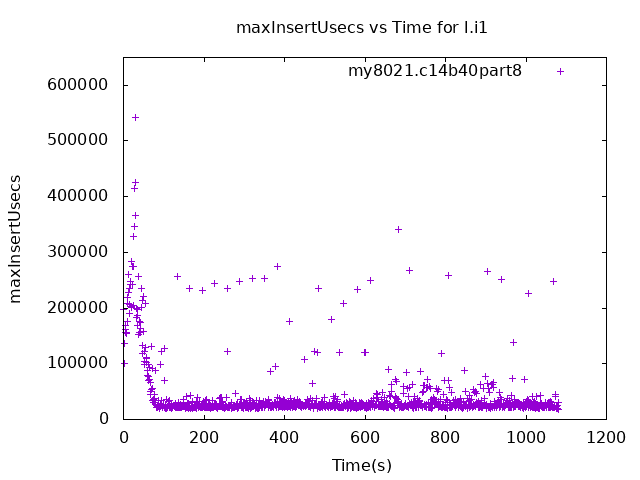 maxInsertUsecs vs Time for I.i1
my8021.c14b40part8
600000
500000
400000
300000
200000
100000
0
maxInsertUsecs
0 200 400 600 800 1000 1200
Time(s)